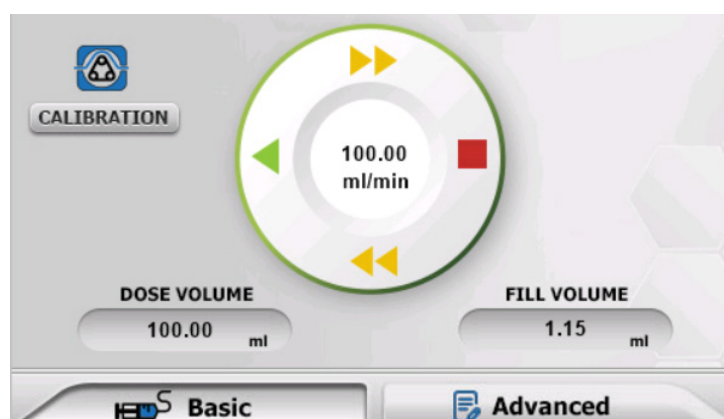 CALIBRATION
100.00
ml/min
DOSE VOLUME
100.00 ml
FILL VOLUME
1.15 ml
S Basic
Advanced